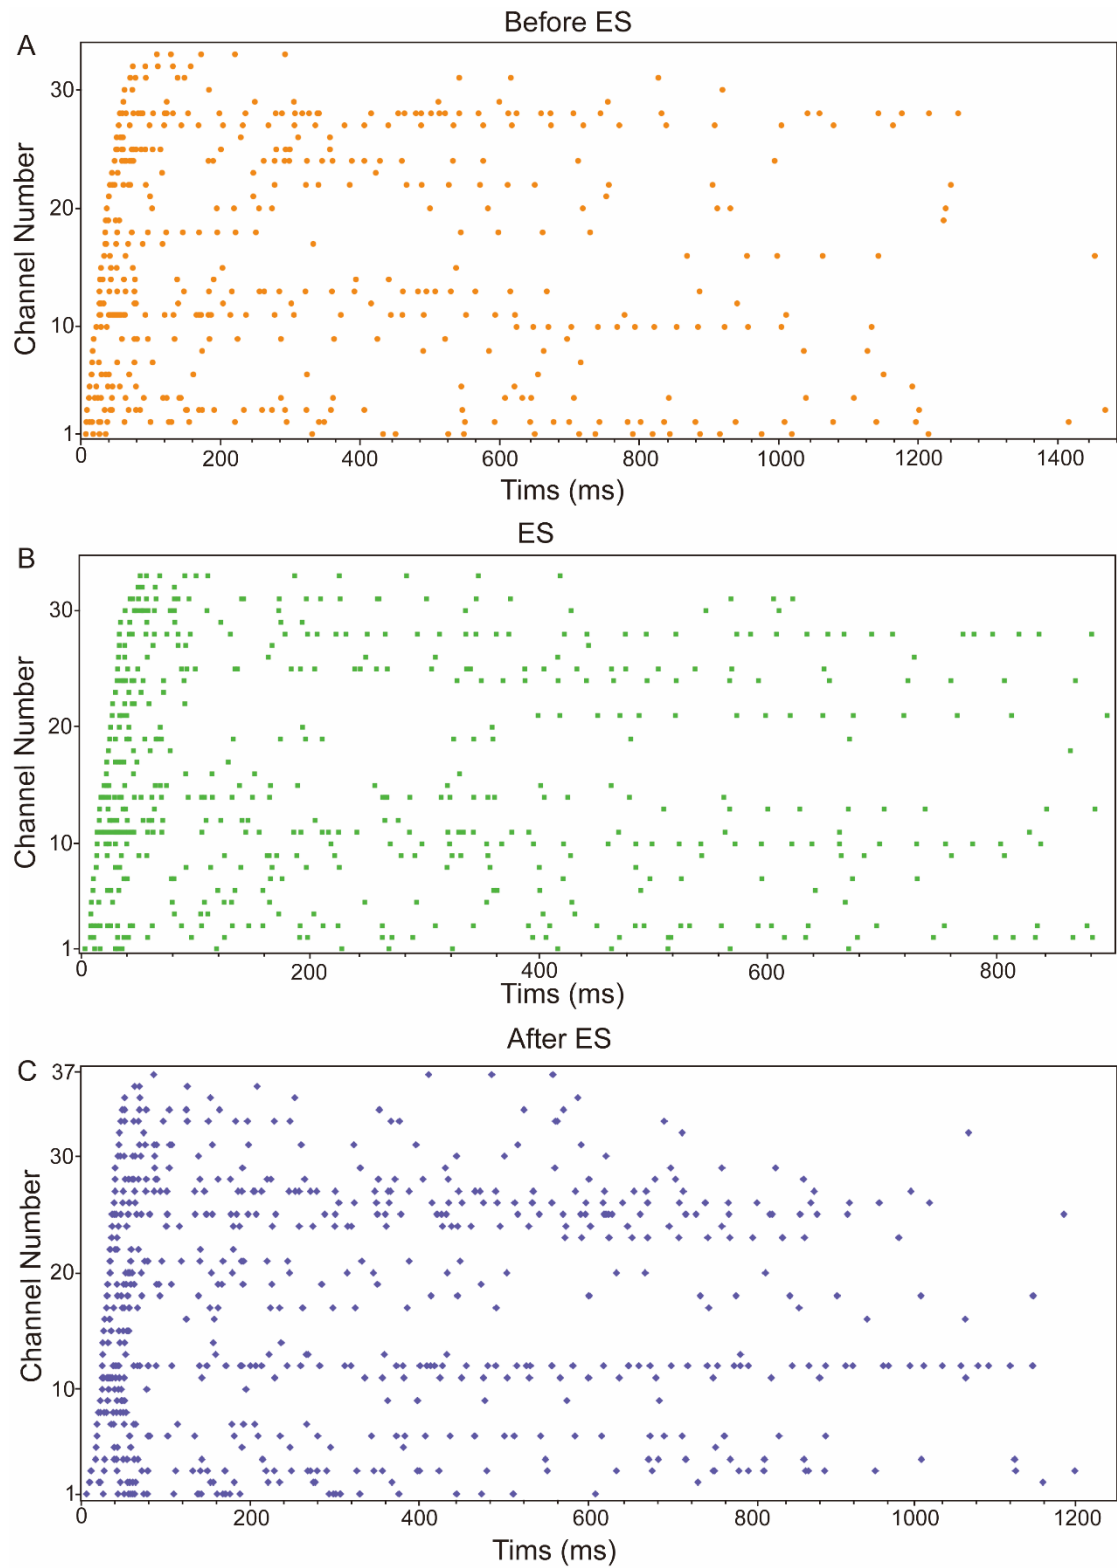 Before ES
A
30
20
10
1
Channel Number
0 200 400 600 800 1000 1200 1400
Tims (ms)
ES
B
30
20
10
1
Channel Number
0 200 400 600 800
Tims (ms)
After ES
C
37
30
20
10
1
Channel Number
0 200 400 600 800 1000 1200
Tims (ms)